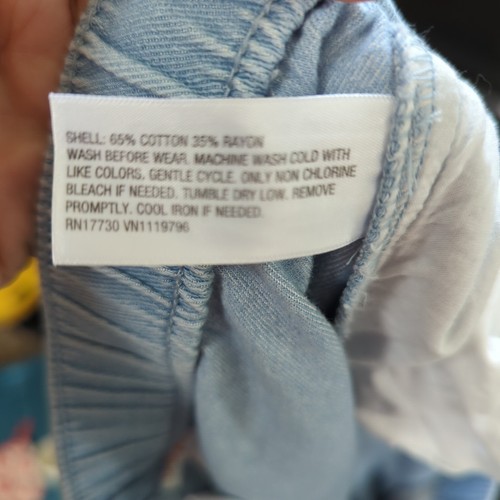 SHELL: 65% COTTON 35% RAYON
WASH BEFORE WEAR. MACHINE WASH COLD WITH
LIKE COLORS, GENTLE CYCLE. ONLY NON CHLORINE
BLEACH IF NEEDED. TUMBLE DRY LOW. REMOVE
PROMPTLY. COOL IRON IF NEEDED.
RN17730 VN1119796